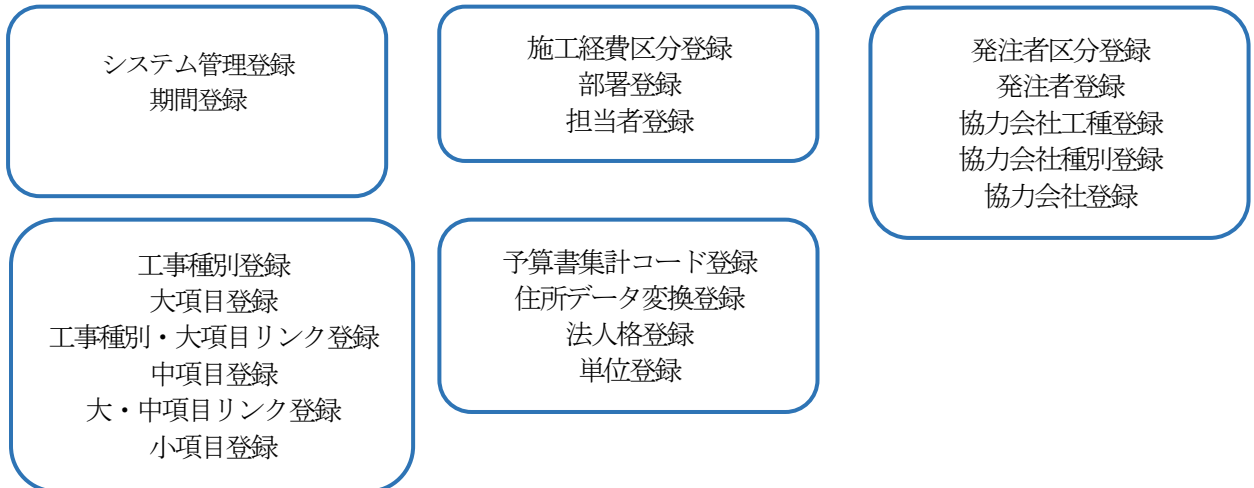 システム管理登録
期間登録
施工経費区分登録
部署登録
担当者登録
発注者区分登録
発注者登録
協力会社工種登録
協力会社種別登録
協力会社登録
工事種別登録
大項目登録
工事種別・大項目リンク登録
中項目登録
大・中項目リンク登録
小項目登録
予算書集計コード登録
住所データ変換登録
法人格登録
単位登録